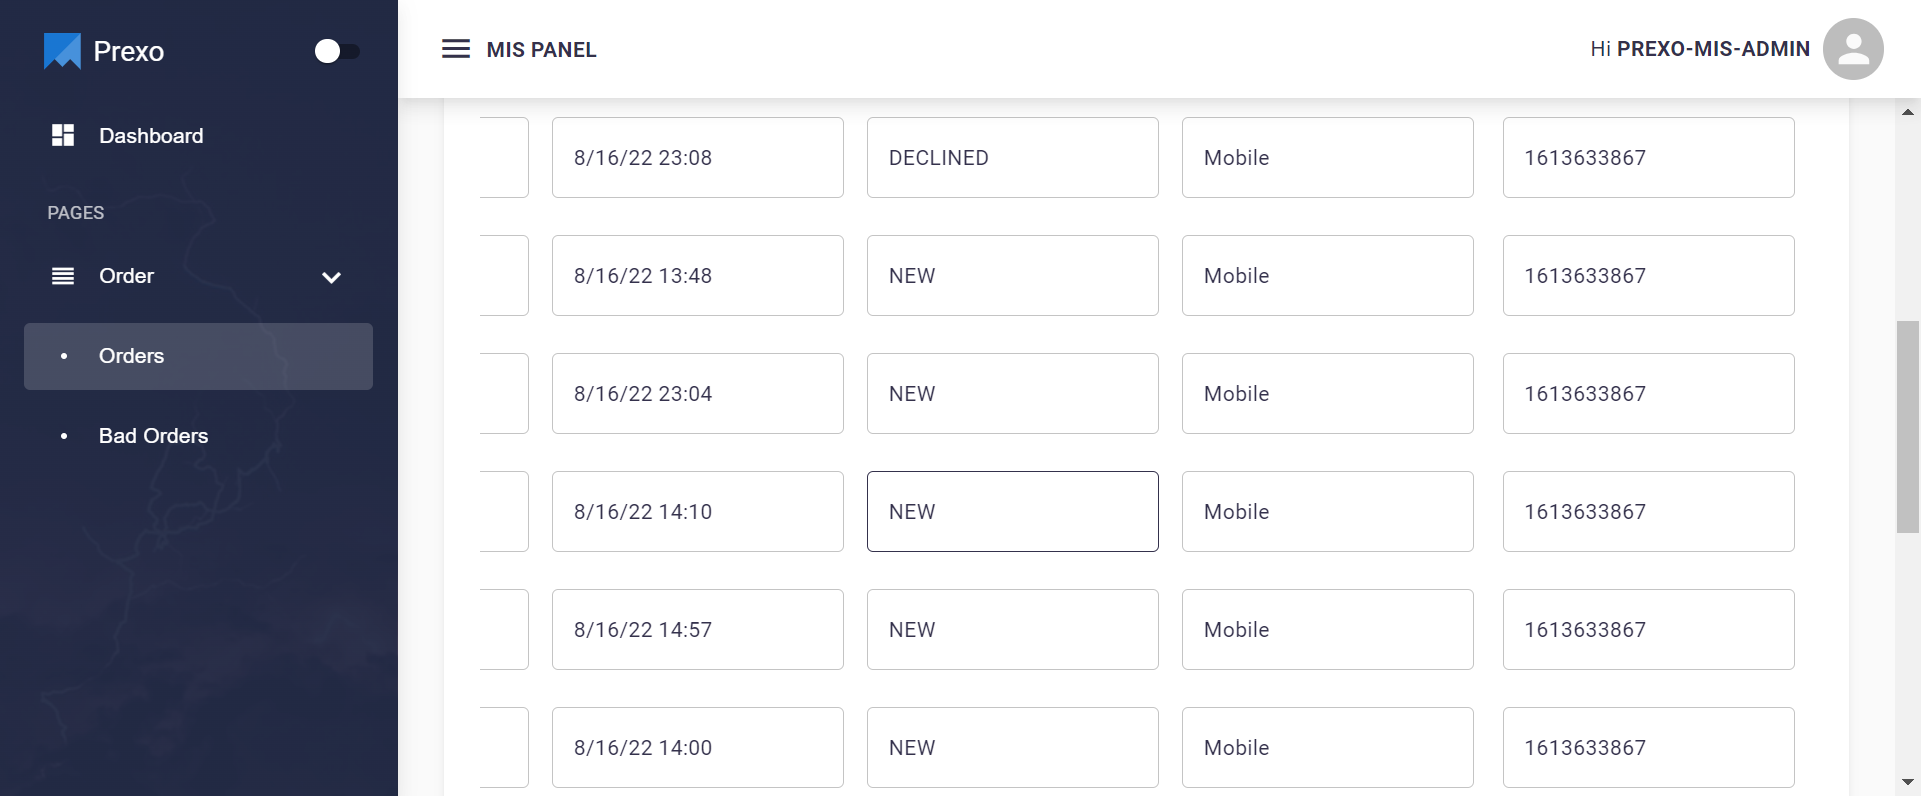 Prexo
Dashboard
PAGES
Order
Orders
Bad Orders
MIS PANEL
Hi PREXO-MIS-ADMIN
8/16/22 23:08 DECLINED Mobile 1613633867
8/16/22 13:48 NEW Mobile 1613633867
8/16/22 23:04 NEW Mobile 1613633867
8/16/22 14:10 NEW Mobile 1613633867
8/16/22 14:57 NEW Mobile 1613633867
8/16/22 14:00 NEW Mobile 1613633867